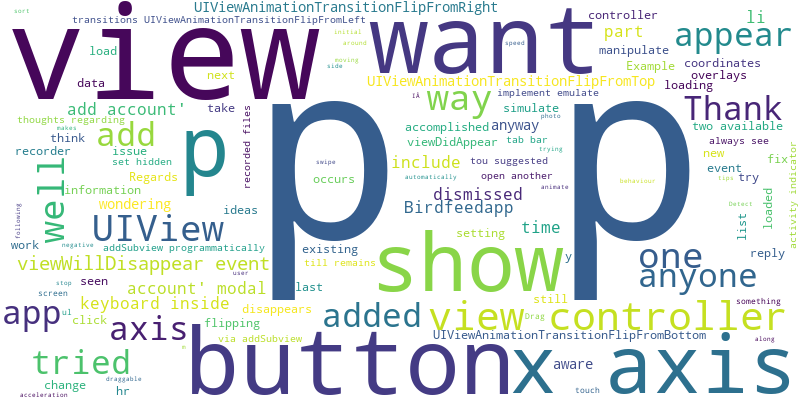 sort
UIViewAnimationTransitionFlipFromRight
transitions UIViewAnimationTransitionFlipFromLeft
controller
li
view
want
part
appear
initial
around
speed
load
manipulate
moving
side
Example
coordinates
overlays
next
data
UIViewAnimationTransitionFlipFromTop
loading
implement emulate
photo
add account'
take
p p
way
simulate
Thank
thoughts regarding
makes
add
p
recorded files
accomplished
anyway
two available
think
viewDidAppear
tab bar
always see
recorder
issue
trying
new
fix
set hidden
include
tou suggested
swipe
open another
event
try
well
Regards
occurs
automatically
animate
Behaviour
tips
information
dismissed
loaded
activity indicator
wondering
ideas
Birdfeedapp
Detect
list
following
UIView
time
setting
work
negative
addSubview programmatically
existing
one
reply
viewWillDisappear event
till remains
show
y
user
anyone
stop
seen
account' modal
last
screen
keyboard inside
still
something
app
ul
click
disappears
added
view controller
Drag
axis
flipping
button
UIViewAnimationTransitionFlipFromBottom
along
via addSubview
tried
x axis
aware
change
draggable
hr
touch
acceleration